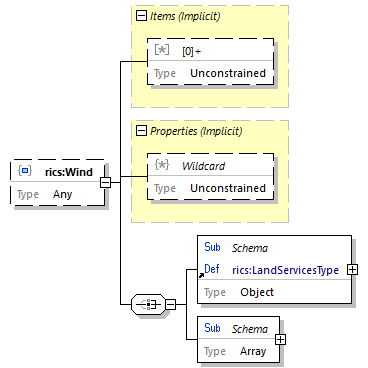 Items (Implicit)
[*] [0]+
Type Unconstrained
Properties (Implicit)
{*} Wildcard
Type Unconstrained
rics:Wind
Type Any
Sub Schema
Def rics:LandServicesType
Type Object
Sub Schema
Type Array